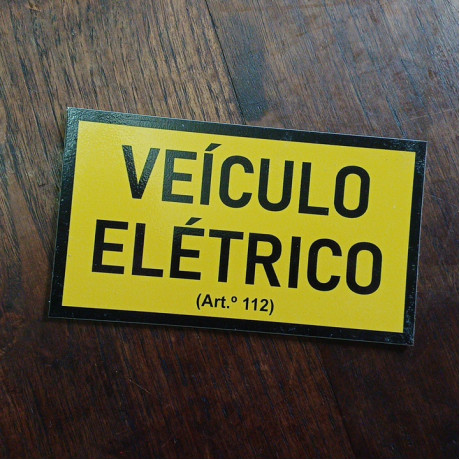 VEÍCULO
ELÉTRICO
(Art.º 112)